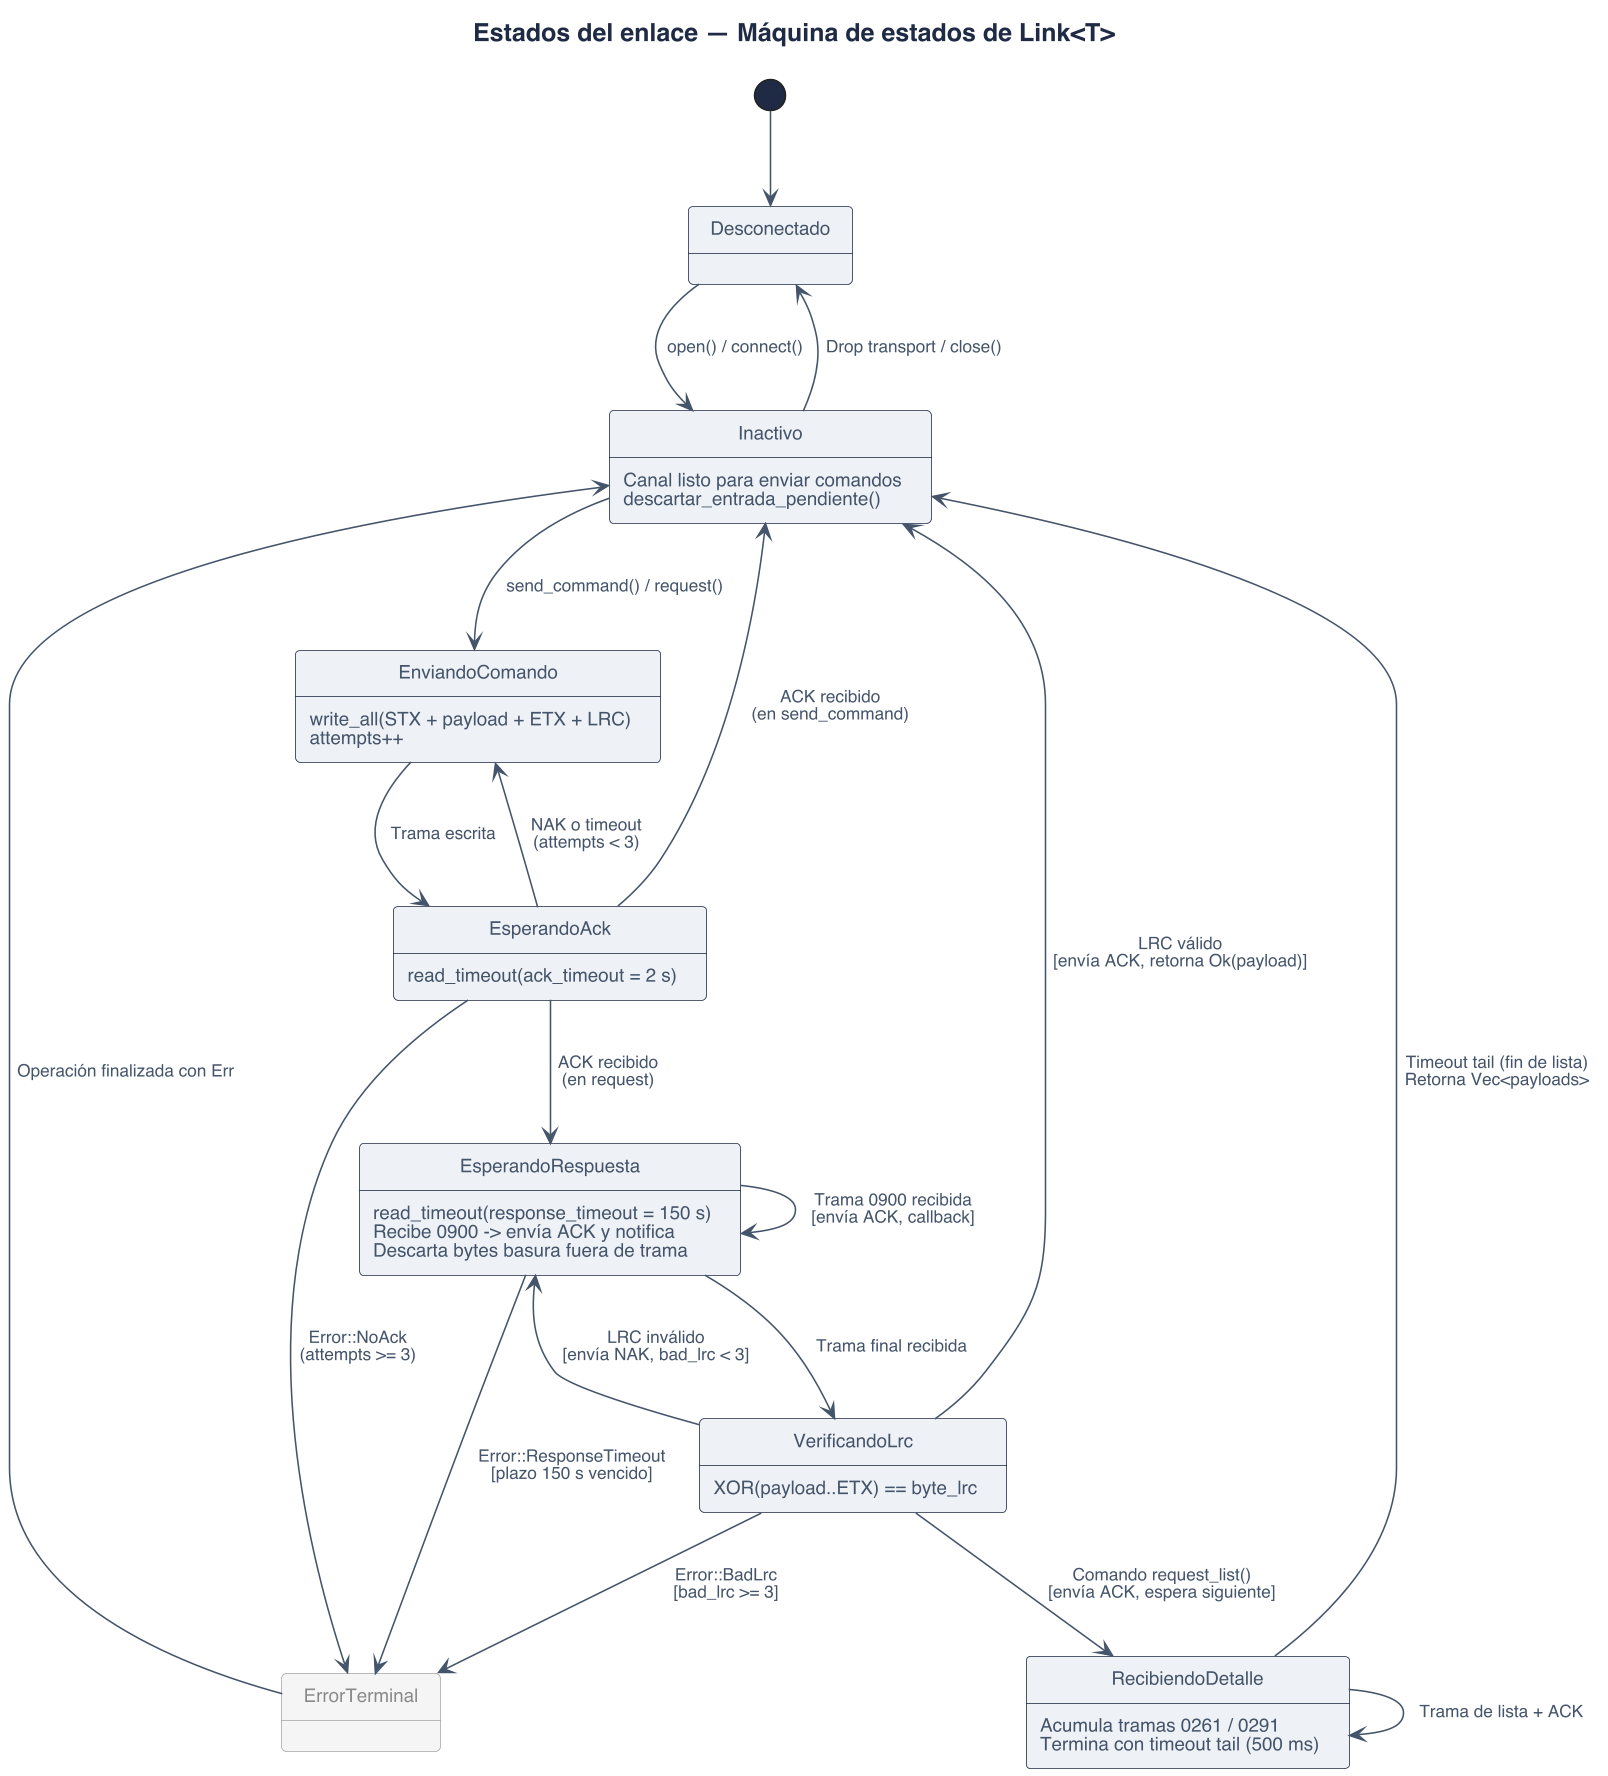 Estados del enlace — Máquina de estados de Link<T>
Desconectado
open() / connect()
Drop transport / close()
Inactivo
Canal listo para enviar comandos
descartar_entrada_pendiente()
send_command() / request()
EnviandoComando
write_all(STX + payload + ETX + LRC)
attempts++
ACK recibido
(en send_command)
Trama escrita
NAK o timeout
(attempts < 3)
EsperandoAck
read_timeout(ack_timeout = 2 s)
LRC válido
[envía ACK, retorna Ok(payload)]
Operación finalizada con Err
ACK recibido
(en request)
Timeout tail (fin de lista)
Retorna Vec<payloads>
EsperandoRespuesta
read_timeout(response_timeout = 150 s)
Recibe 0900 -> envía ACK y notifica
Descarta bytes basura fuera de trama
Trama 0900 recibida
[envía ACK, callback]
Error::NoAck
(attempts >= 3)
LRC inválido
[envía NAK, bad_lrc < 3]
Trama final recibida
Error::ResponseTimeout
[plazo 150 s vencido]
VerificandoLrc
XOR(payload..ETX) == byte_lrc
Error::BadLrc
[bad_lrc >= 3]
Comando request_list()
[envía ACK, espera siguiente]
ErrorTerminal
RecibiendoDetalle
Acumula tramas 0261 / 0291
Termina con timeout tail (500 ms)
Trama de lista + ACK